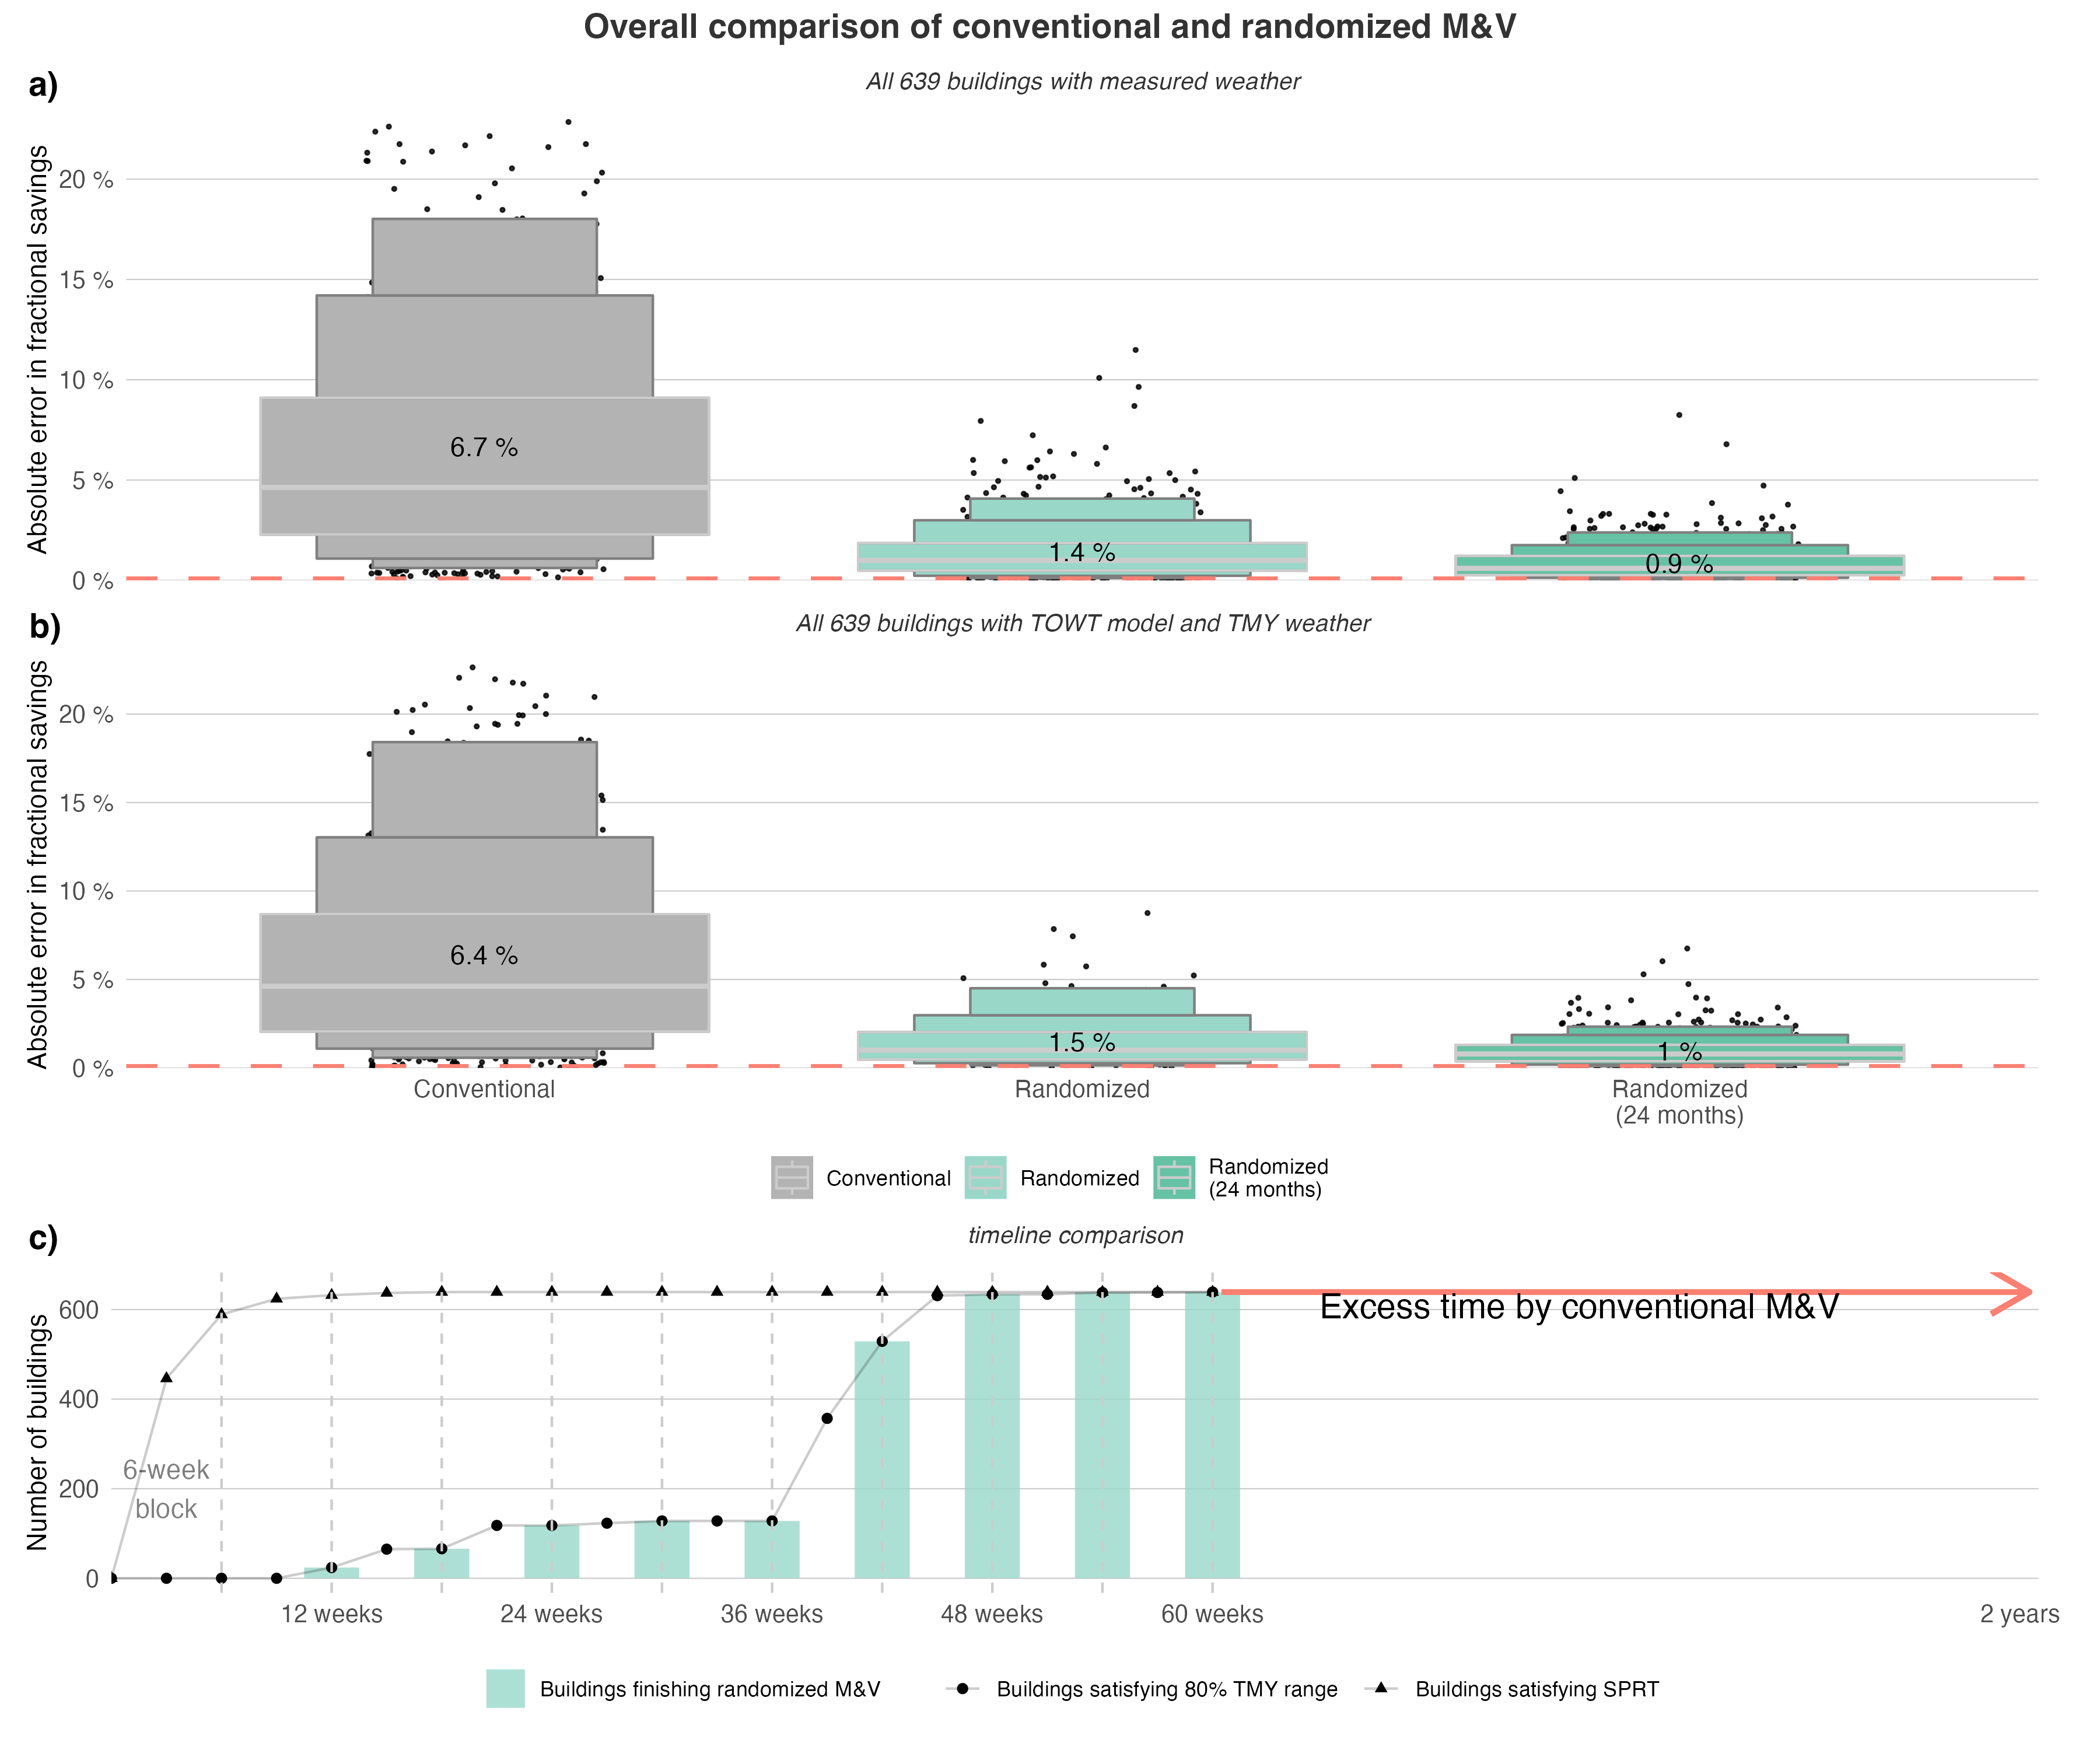 Overall comparison of conventional and randomized M&V
a)
All 639 buildings with measured weather
Absolute error in fractional savings
20 %
15 %
10 %
5 %
0 %
6.7 %
1.4 %
0.9 %
b)
All 639 buildings with TOWT model and TMY weather
Absolute error in fractional savings
20 %
15 %
10 %
5 %
0 %
6.4 %
1.5 %
1 %
Conventional
Randomized
Randomized
(24 months)
Conventional
Randomized
Randomized
(24 months)
c)
timeline comparison
Number of buildings
600
400
200
0
Excess time by conventional M&V
6-week
block
12 weeks
24 weeks
36 weeks
48 weeks
60 weeks
2 years
Buildings finishing randomized M&V
Buildings satisfying 80% TMY range
Buildings satisfying SPRT